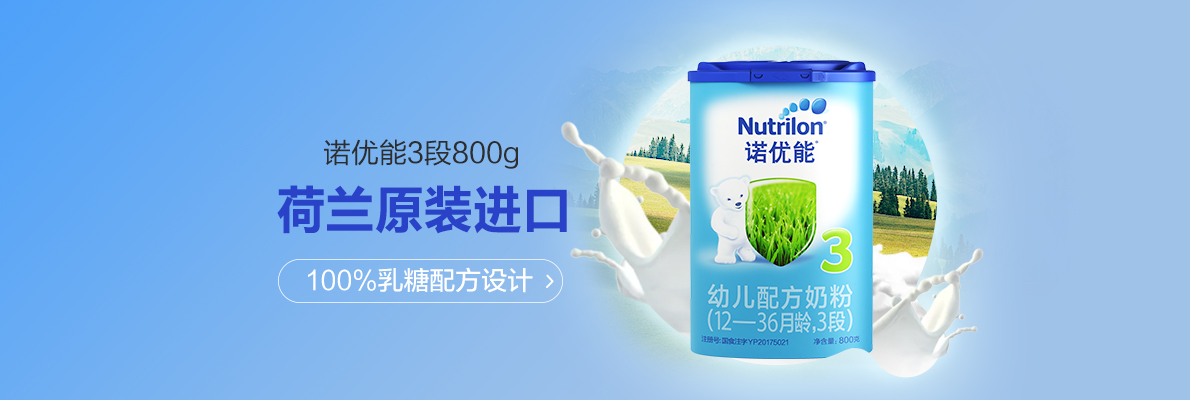 诺优能3段800g
荷兰原装进口
100%乳糖配方设计 >
Nutrilon®
诺优能®
3
幼儿配方奶粉
(12—36月龄,3段)
注册号:国食注字YP20175021 净含量:800克